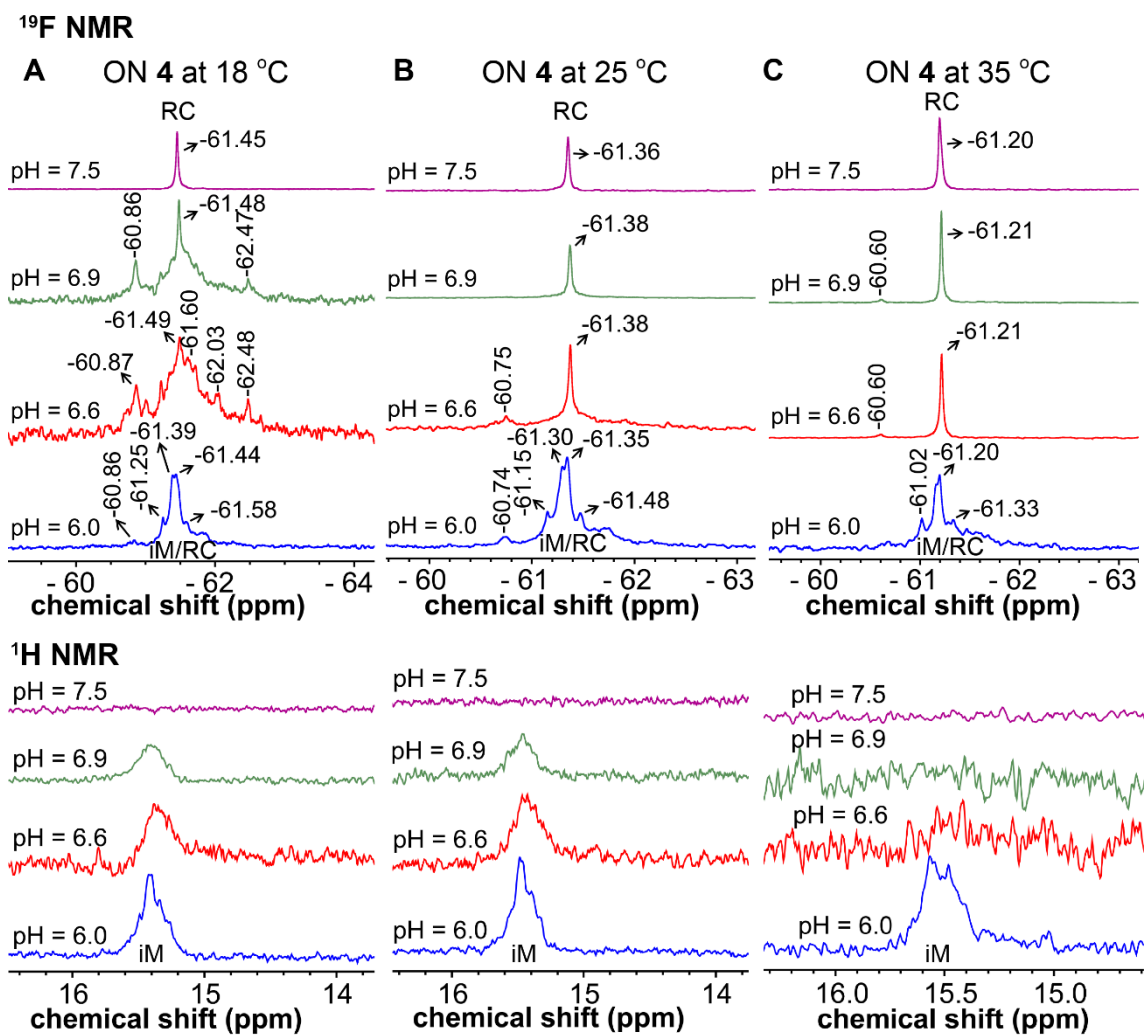 ¹⁹F NMR
A ON 4 at 18 °C
RC
-61.45
pH = 7.5
-60.86
-61.48
-62.47
pH = 6.9
-61.49
-61.60
-62.03
-62.48
-60.87
pH = 6.6
-61.39
-60.86
-61.25
-61.44
-61.58
pH = 6.0
iM/RC
-60 -62 -64
chemical shift (ppm)
B ON 4 at 25 °C
RC
-61.36
pH = 7.5
-61.38
pH = 6.9
-61.38
-60.75
pH = 6.6
-61.30
-61.35
-60.74
-61.15
-61.48
pH = 6.0
iM/RC
-60 -61 -62 -63
chemical shift (ppm)
C ON 4 at 35 °C
RC
-61.20
pH = 7.5
-61.21
-60.60
pH = 6.9
-61.21
-60.60
pH = 6.6
-61.02
-61.20
-61.33
pH = 6.0
iM/RC
-60 -61 -62 -63
chemical shift (ppm)
¹H NMR
pH = 7.5
pH = 6.9
pH = 6.6
pH = 6.0
iM
16 15 14
chemical shift (ppm)
pH = 7.5
pH = 6.9
pH = 6.6
pH = 6.0
iM
16 15 14
chemical shift (ppm)
pH = 7.5
pH = 6.9
pH = 6.6
pH = 6.0
iM
16.0 15.5 15.0
chemical shift (ppm)